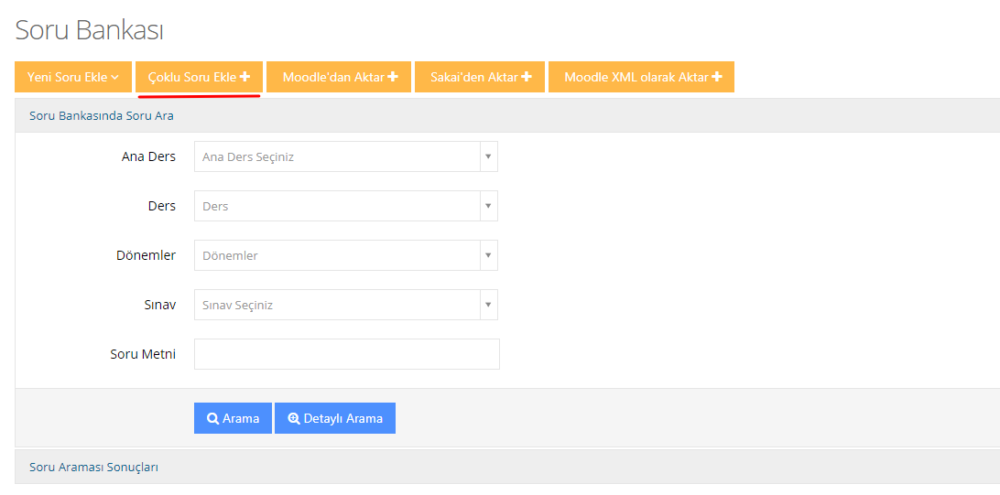 Soru Bankası
Yeni Soru Ekle
Çoklu Soru Ekle
Moodle'dan Aktar
Sakai'den Aktar
Moodle XML olarak Aktar
Soru Bankasında Soru Ara
Ana Ders
Ana Ders Seçiniz
Ders
Ders
Dönemler
Dönemler
Sınav
Sınav Seçiniz
Soru Metni
Arama
Detaylı Arama
Soru Araması Sonuçları